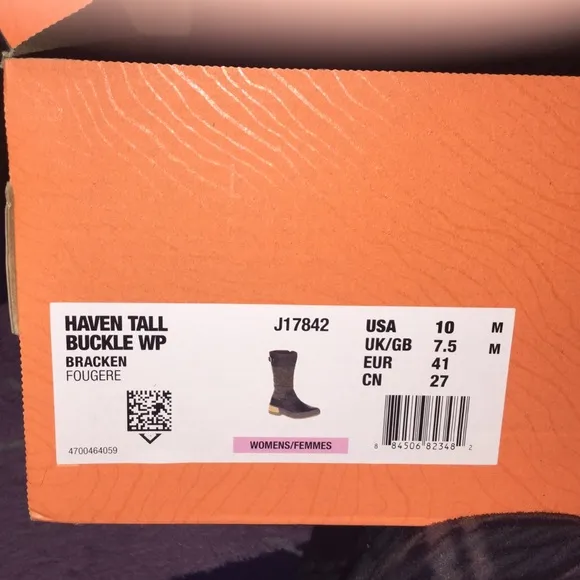 HAVEN TALL
BUCKLE WP
BRACKEN
FOUGERE
4700464059
J17842
WOMENS/FEMMES
USA 10 M
UK/GB 7.5 M
EUR 41
CN 27
8 84506 82348 2